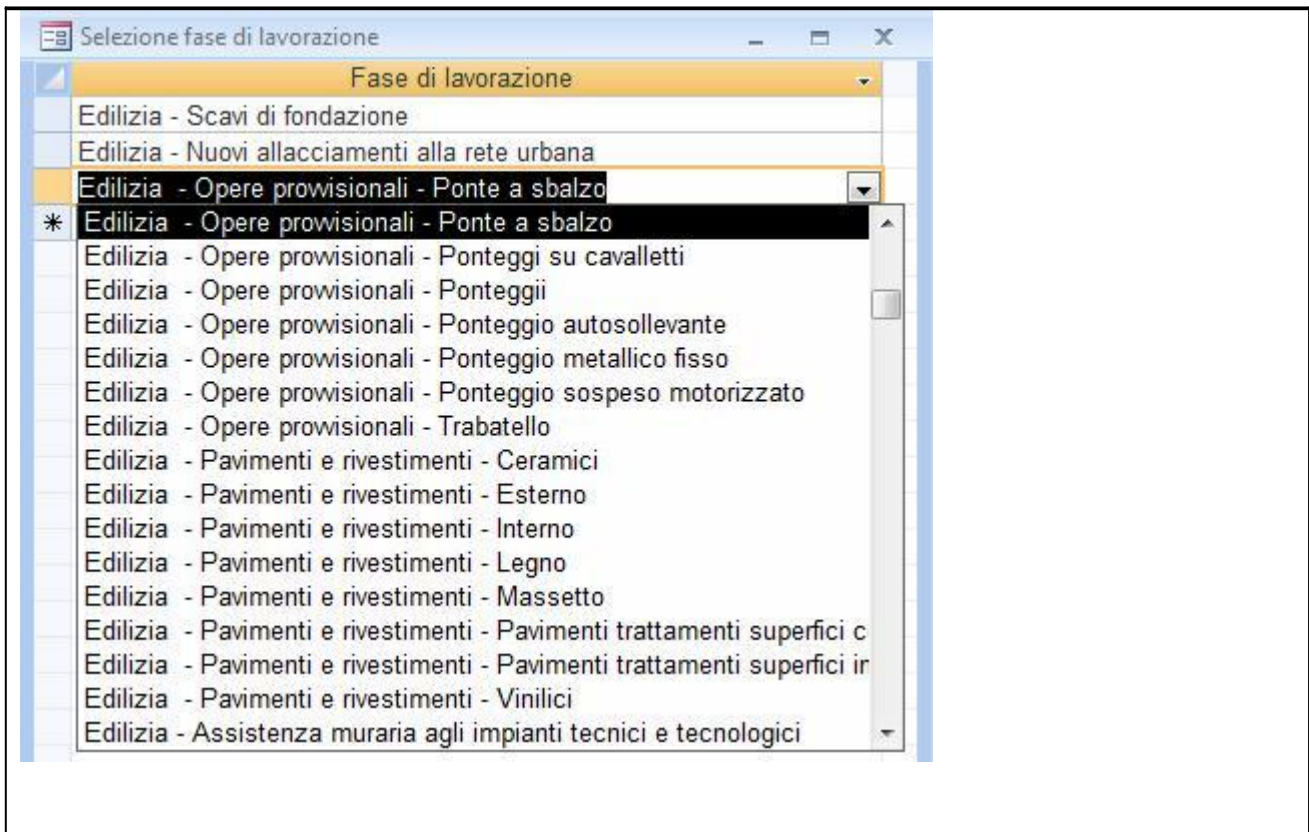 Selezione fase di lavorazione
Fase di lavorazione
Edilizia - Scavi di fondazione
Edilizia - Nuovi allacciamenti alla rete urbana
Edilizia - Opere provvisionali - Ponte a sbalzo
Edilizia - Opere provvisionali - Ponte a sbalzo
Edilizia - Opere provvisionali - Ponteggi su cavalletti
Edilizia - Opere provvisionali - Ponteggii
Edilizia - Opere provvisionali - Ponteggio autosollevante
Edilizia - Opere provvisionali - Ponteggio metallico fisso
Edilizia - Opere provvisionali - Ponteggio sospeso motorizzato
Edilizia - Opere provvisionali - Trabatello
Edilizia - Pavimenti e rivestimenti - Ceramici
Edilizia - Pavimenti e rivestimenti - Esterno
Edilizia - Pavimenti e rivestimenti - Interno
Edilizia - Pavimenti e rivestimenti - Legno
Edilizia - Pavimenti e rivestimenti - Massetto
Edilizia - Pavimenti e rivestimenti - Pavimenti trattamenti superfici c
Edilizia - Pavimenti e rivestimenti - Pavimenti trattamenti superfici in
Edilizia - Pavimenti e rivestimenti - Vinilici
Edilizia - Assistenza muraria agli impianti tecnici e tecnologici